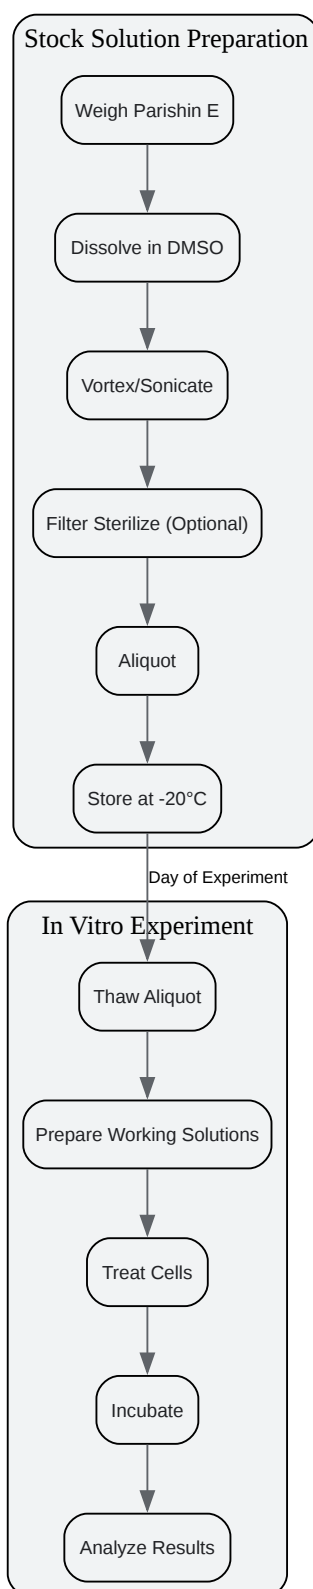 Stock Solution Preparation
Weigh Parishin E
Dissolve in DMSO
Vortex/Sonicate
Filter Sterilize (Optional)
Aliquot
Store at -20°C
Day of Experiment
In Vitro Experiment
Thaw Aliquot
Prepare Working Solutions
Treat Cells
Incubate
Analyze Results